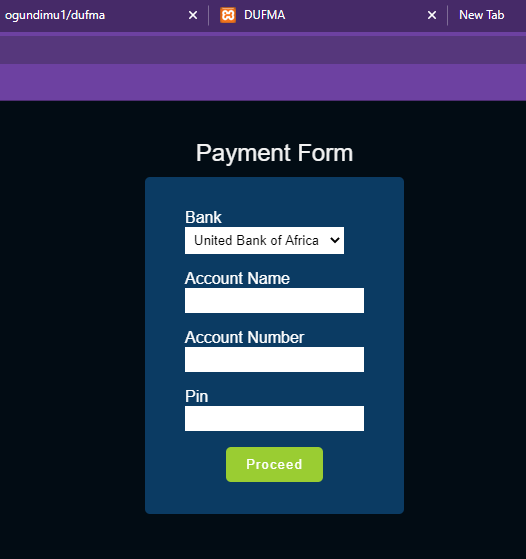 ogundimu1/dufma
DUFMA
New Tab
Payment Form
Bank
United Bank of Africa
Account Name
Account Number
Pin
Proceed